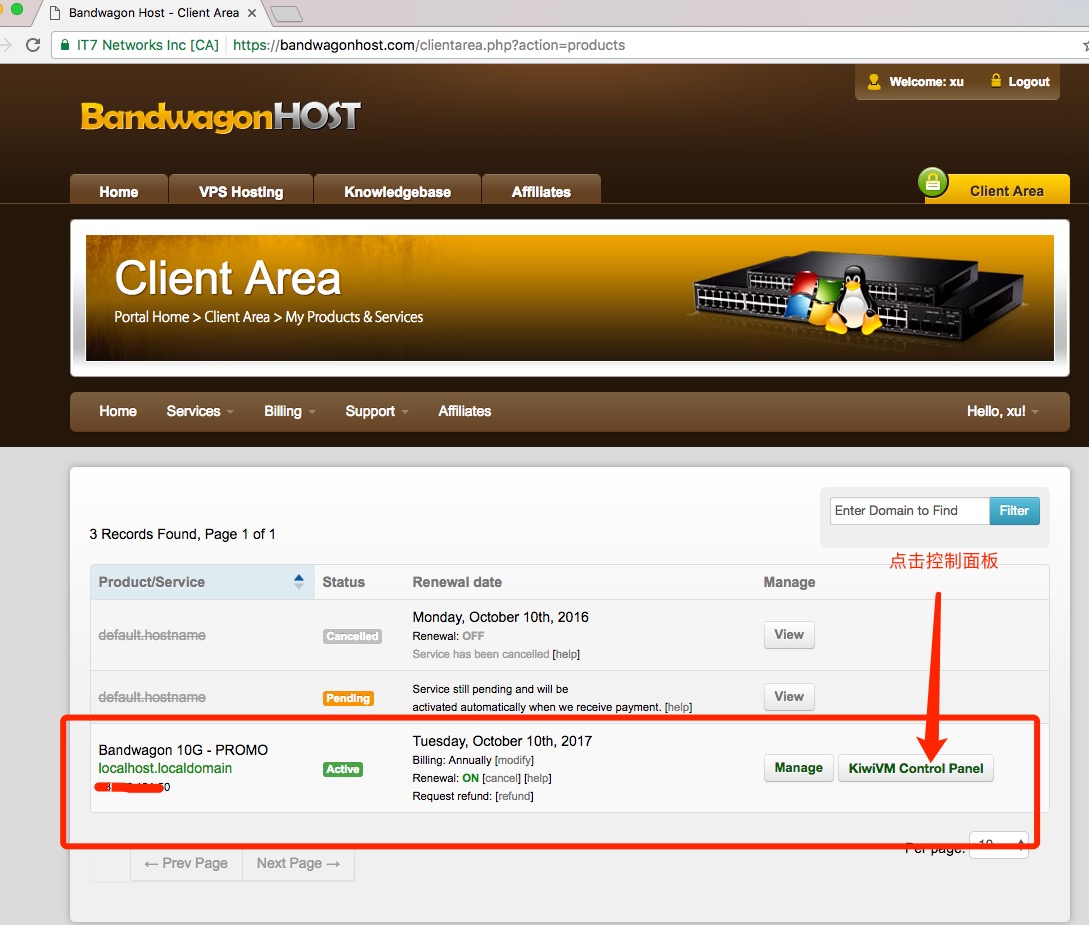 Bandwagon Host - Client Area
IT7 Networks Inc [CA] https://bandwagonhost.com/clientarea.php?action=products
Welcome: xu Logout
BandwagonHOST
Home VPS Hosting Knowledgebase Affiliates Client Area
Client Area
Portal Home > Client Area > My Products & Services
Home Services Billing Support Affiliates Hello, xu!
Enter Domain to Find Filter
3 Records Found, Page 1 of 1
点击控制面板
Product/Service Status Renewal date Manage
default.hostname Cancelled Monday, October 10th, 2016 View
Renewal: OFF
Service has been cancelled [help]
default.hostname Pending Service still pending and will be View
activated automatically when we receive payment. [help]
Bandwagon 10G - PROMO Tuesday, October 10th, 2017
localhost.localdomain Active Billing: Annually [modify] Manage KiwiVM Control Panel
Renewal: ON [cancel] [help]
Request refund: [refund]
Per page: 10
← Prev Page Next Page →